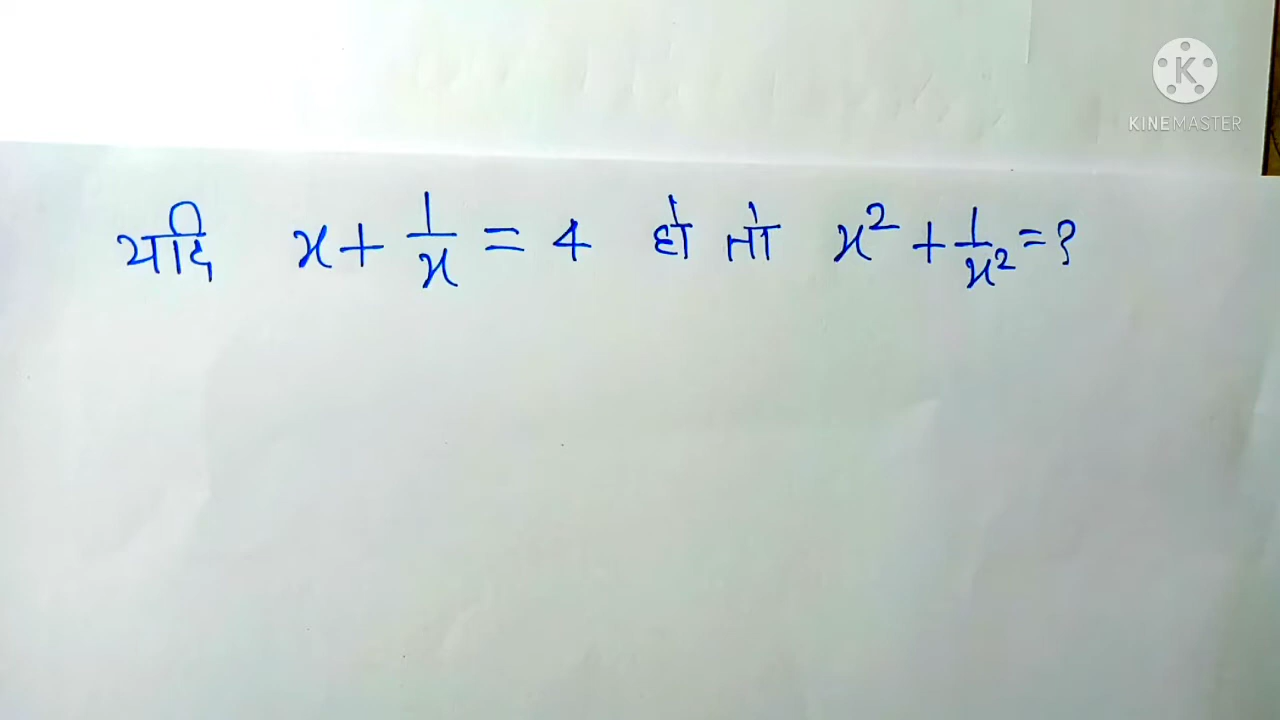 KINEMASTER
यदि x + 1/x = 4 हो तो x² + 1/x² = ?